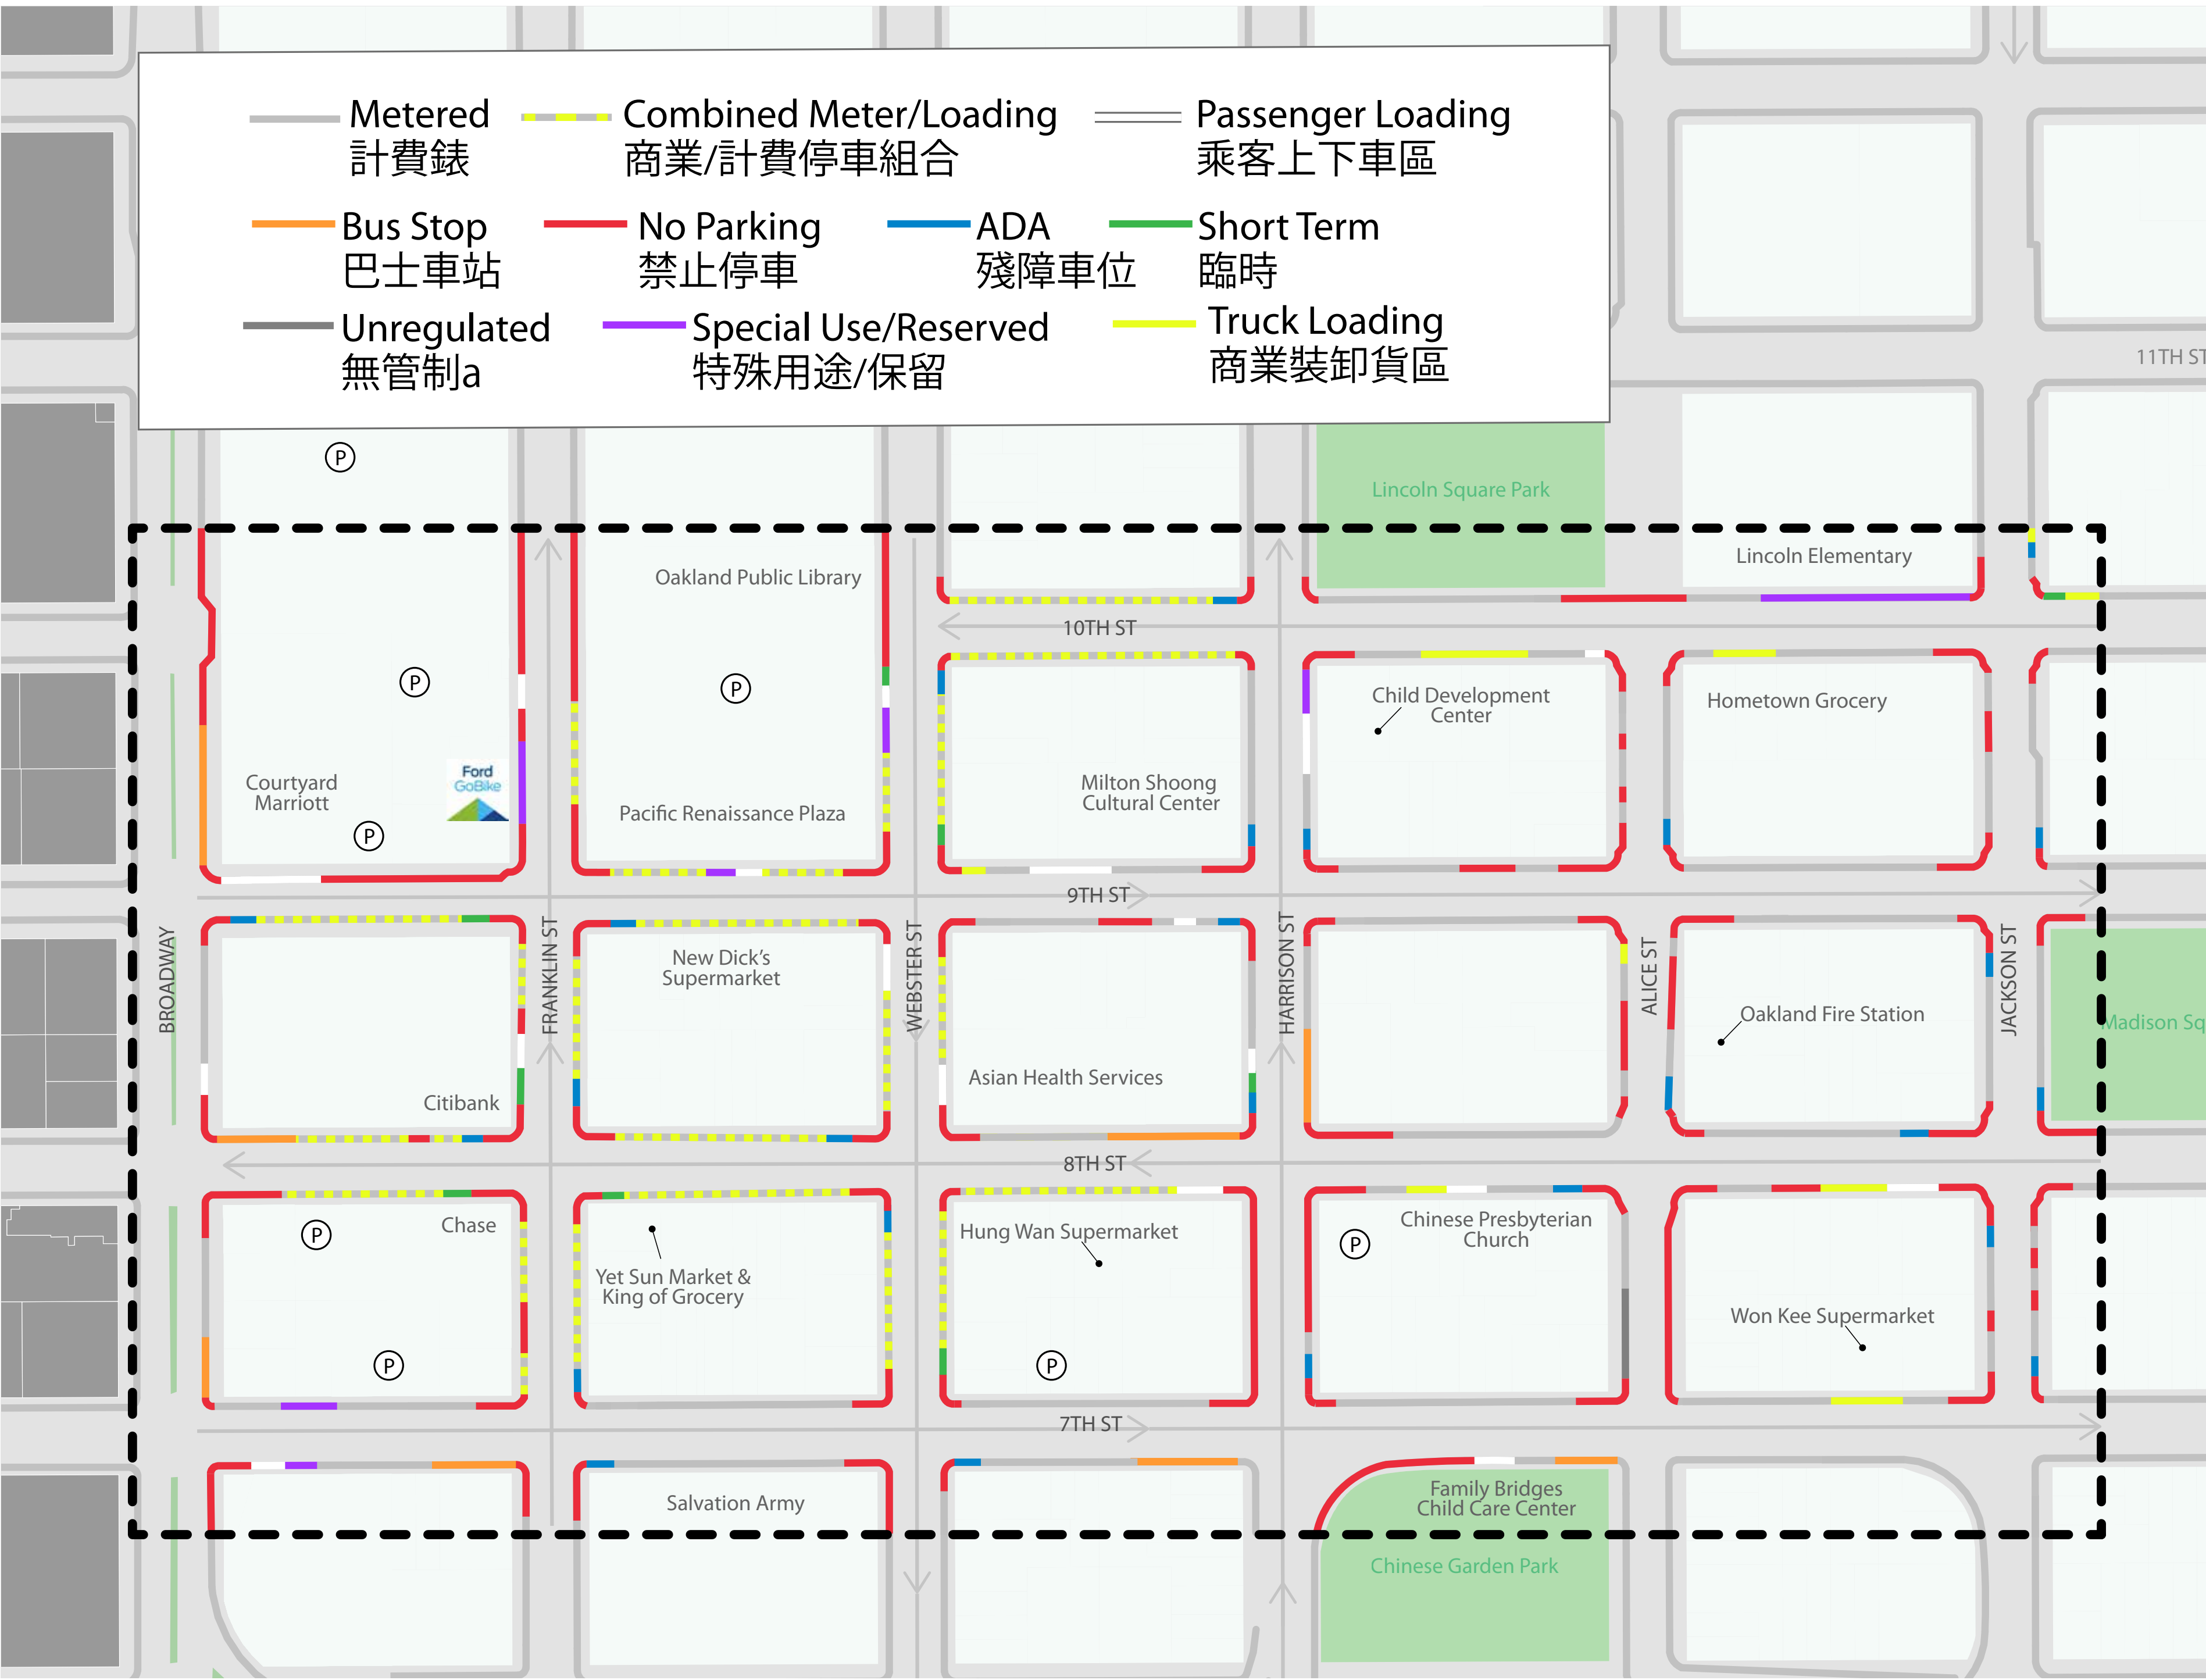 Metered
計費錶
Combined Meter/Loading
商業/計費停車組合
Passenger Loading
乘客上下車區
Bus Stop
巴士車站
No Parking
禁止停車
ADA
殘障車位
Short Term
臨時
Unregulated
無管制a
Special Use/Reserved
特殊用途/保留
Truck Loading
商業裝卸貨區
11TH ST
P
Lincoln Square Park
Lincoln Elementary
Oakland Public Library
10TH ST
P
P
Child Development
Center
Hometown Grocery
Courtyard
Marriott
Ford
GoBike
Milton Shoong
Cultural Center
Pacific Renaissance Plaza
P
9TH ST
BROADWAY
FRANKLIN ST
WEBSTER ST
HARRISON ST
ALICE ST
JACKSON ST
New Dick's
Supermarket
Oakland Fire Station
Madison Sq
Asian Health Services
Citibank
8TH ST
Chase
P
Hung Wan Supermarket
P
Chinese Presbyterian
Church
Yet Sun Market &
King of Grocery
Won Kee Supermarket
P
P
7TH ST
Salvation Army
Family Bridges
Child Care Center
Chinese Garden Park